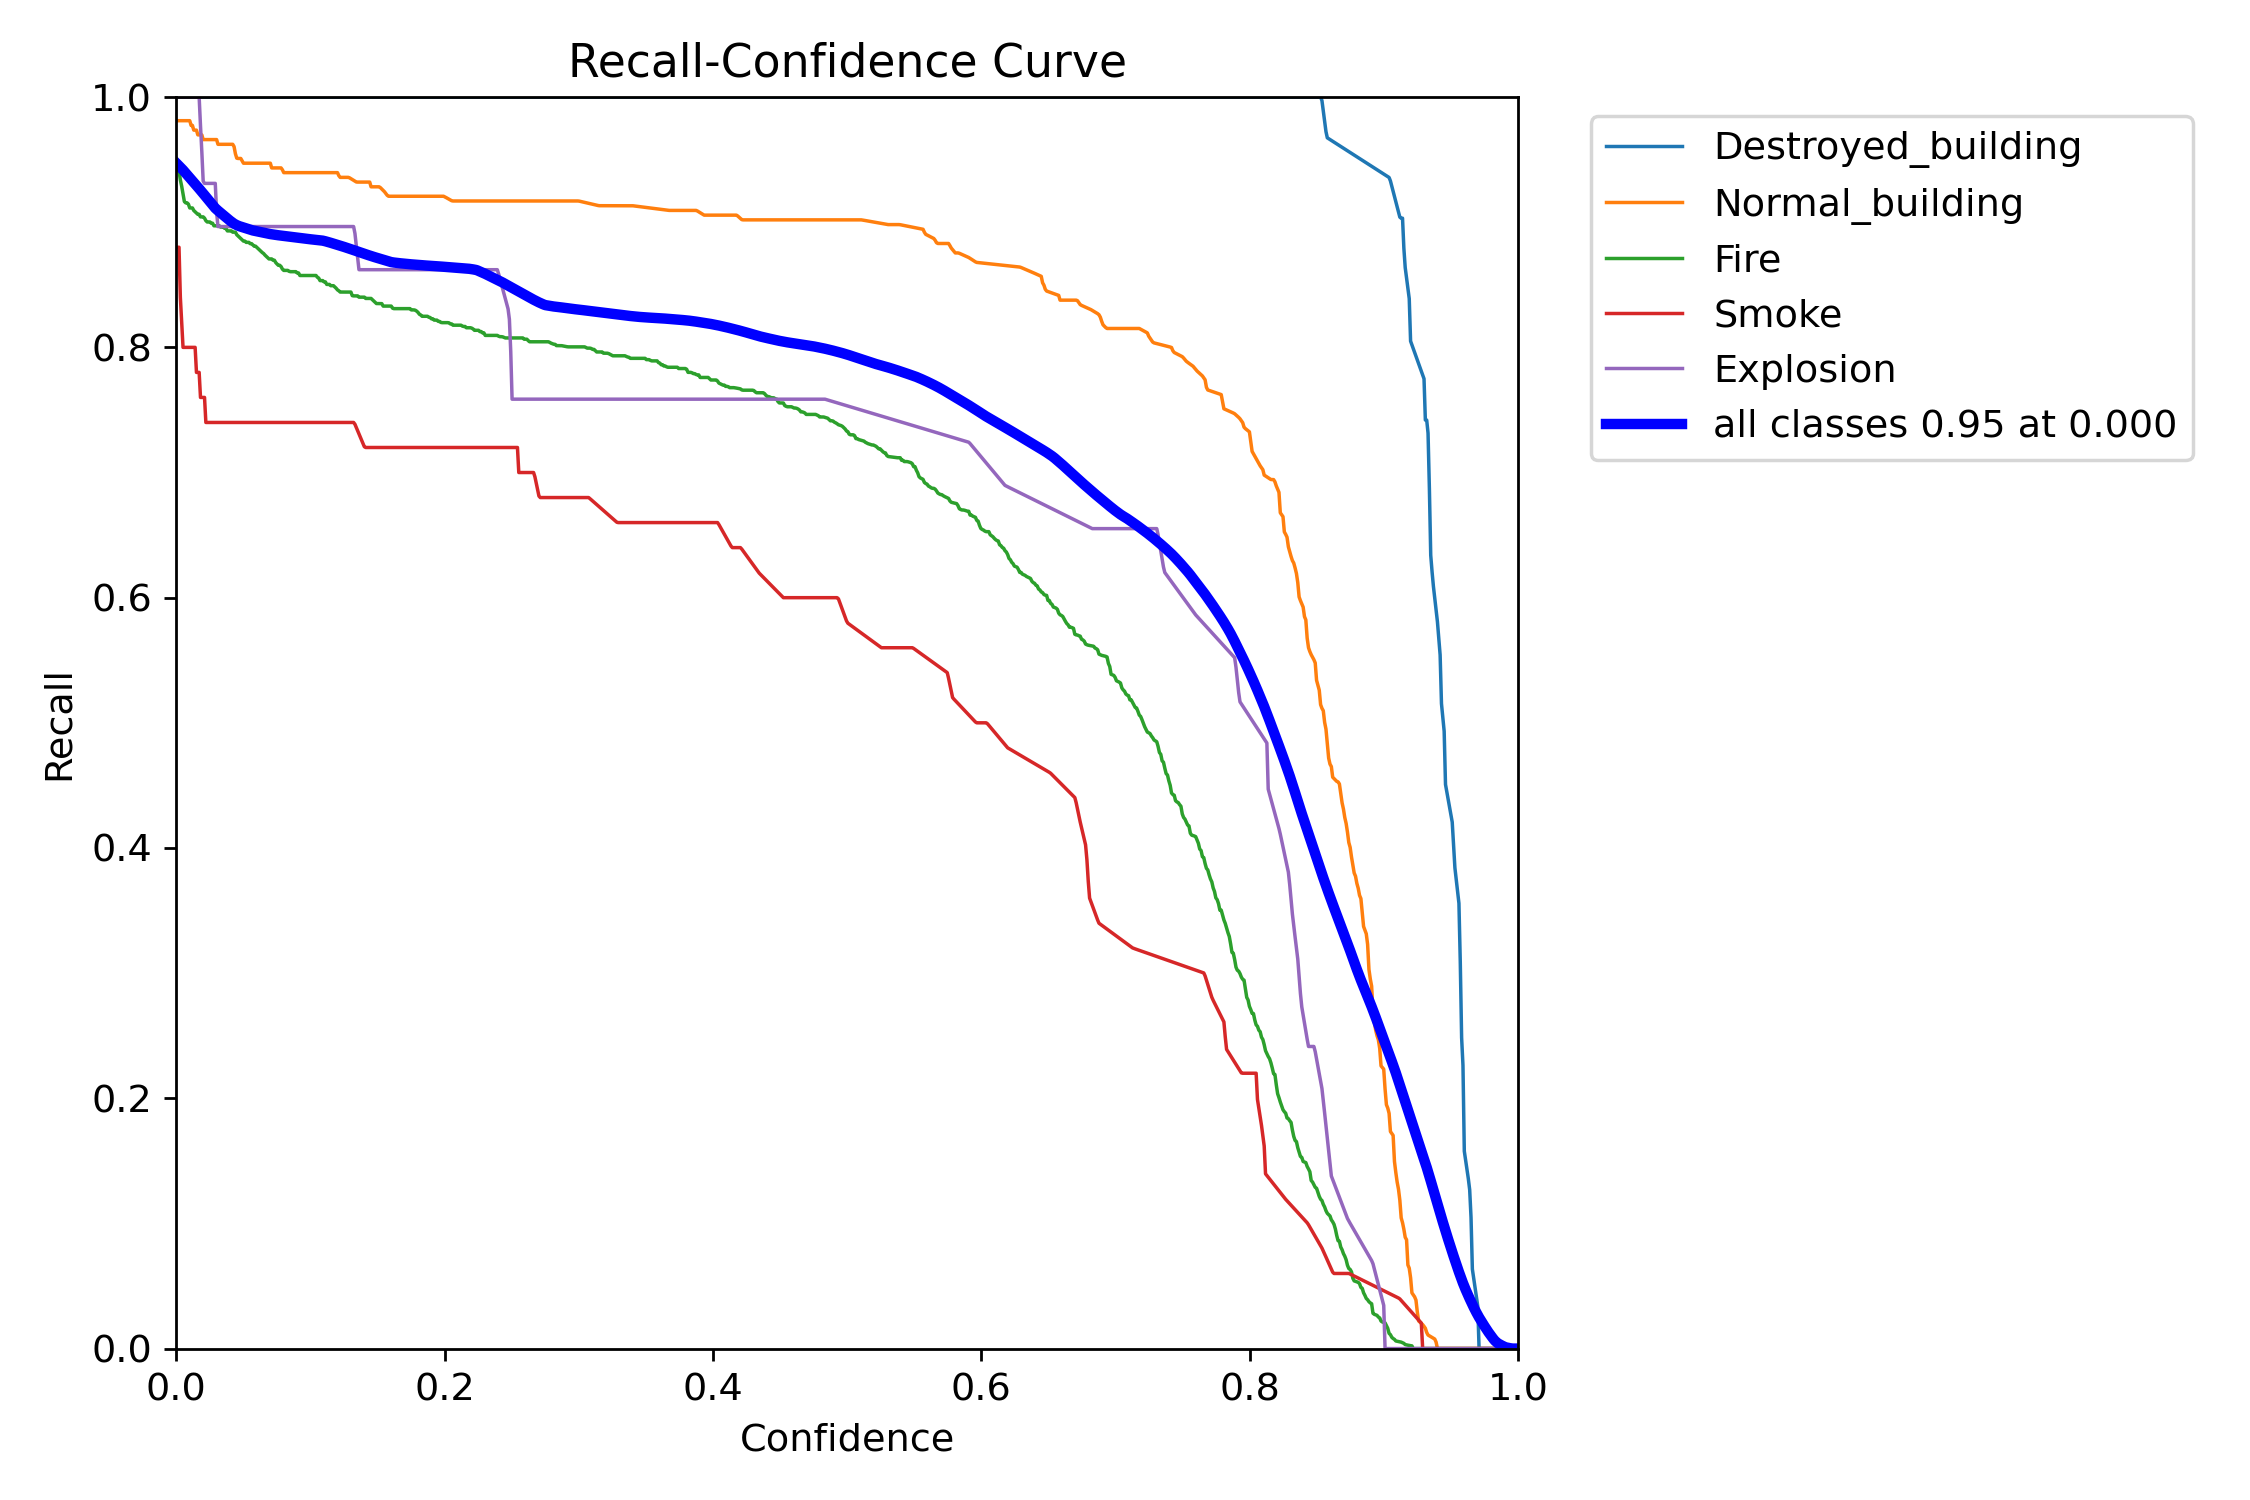 Recall-Confidence Curve
1.0
0.8
0.6
0.4
0.2
0.0
Recall
0.0 0.2 0.4 0.6 0.8 1.0
Confidence
Destroyed_building
Normal_building
Fire
Smoke
Explosion
all classes 0.95 at 0.000